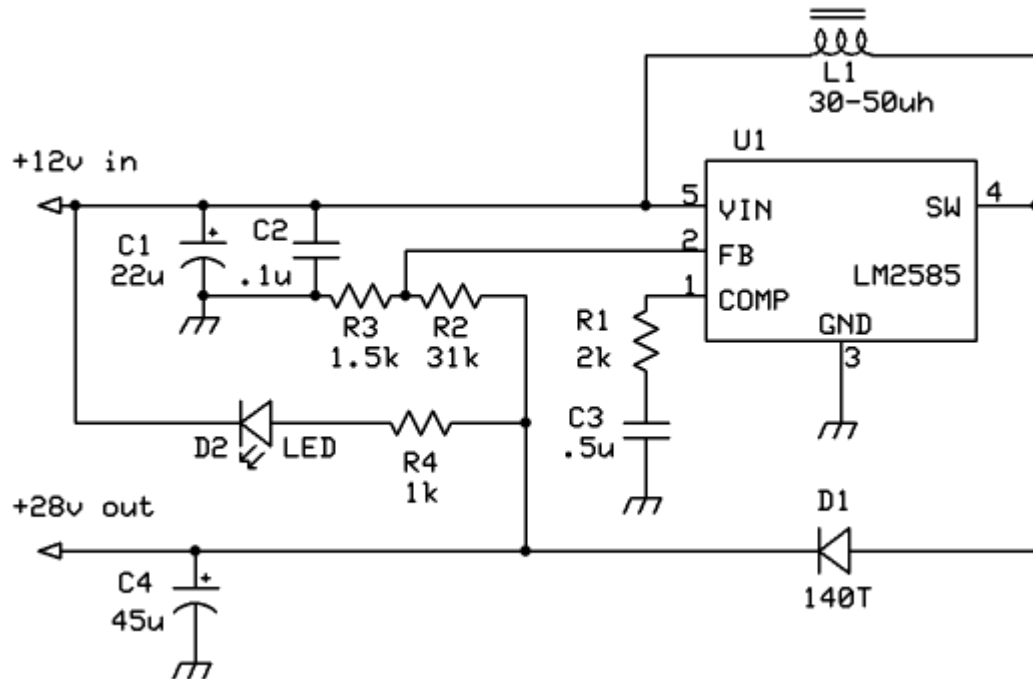 L1
30-50uh
U1
+12v in
5
VIN
SW
4
C1
22u
C2
.1u
2
FB
LM2585
1
COMP
GND
3
R3
1.5k
R2
31k
R1
2k
C3
.5u
D2
LED
R4
1k
+28v out
D1
140T
C4
45u